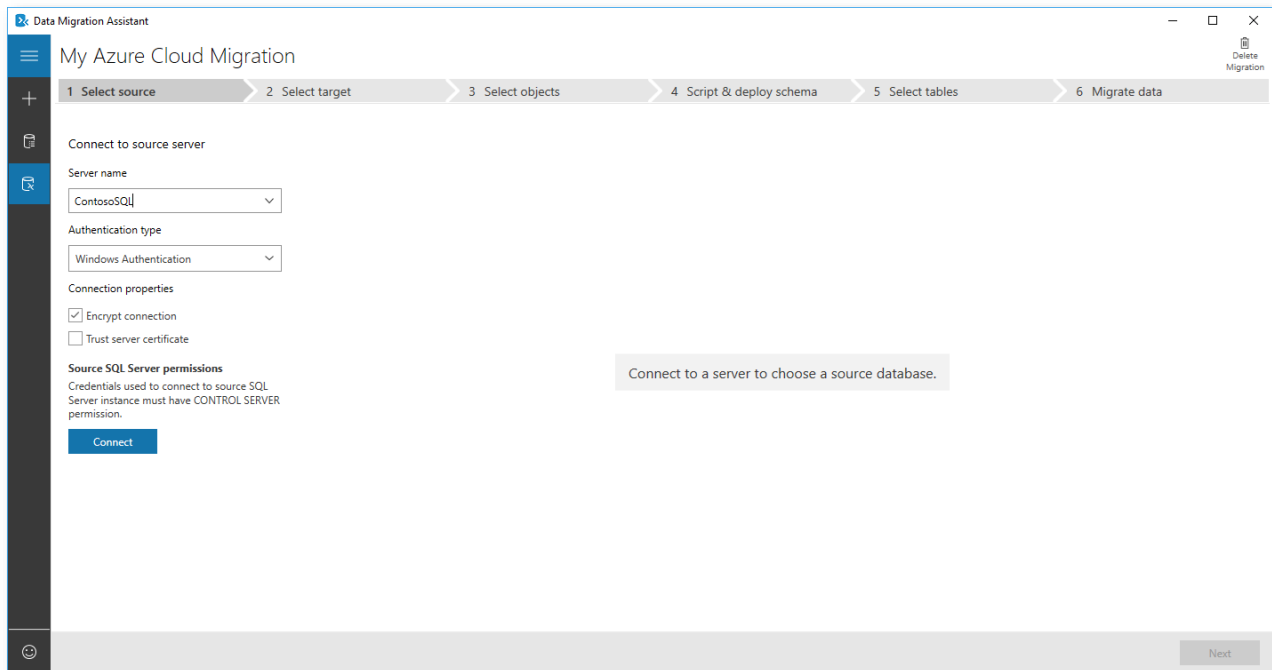 Data Migration Assistant
My Azure Cloud Migration
Delete
Migration
1 Select source
2 Select target
3 Select objects
4 Script & deploy schema
5 Select tables
6 Migrate data
Connect to source server
Server name
ContosoSQL
Authentication type
Windows Authentication
Connection properties
Encrypt connection
Trust server certificate
Source SQL Server permissions
Credentials used to connect to source SQL
Server instance must have CONTROL SERVER
permission.
Connect
Connect to a server to choose a source database.
Next